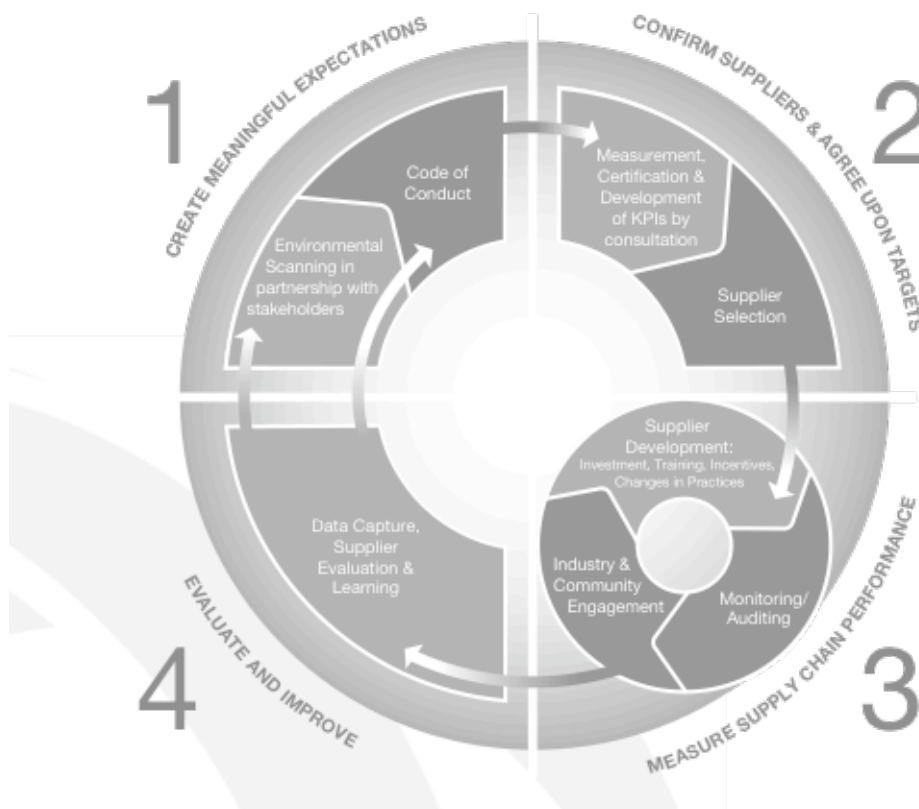 1
CREATE MEANINGFUL EXPECTATIONS
Code of
Conduct
Environmental
Scanning in
partnership with
stakeholders
2
CONFIRM SUPPLIERS & AGREE UPON TARGETS
Measurement,
Certification &
Development
of KPIs by
consultation
Supplier
Selection
3
MEASURE SUPPLY CHAIN PERFORMANCE
Supplier
Development:
Investment, Training, Incentives,
Changes in Practices
Monitoring/
Auditing
Industry &
Community
Engagement
4
EVALUATE AND IMPROVE
Data Capture,
Supplier
Evaluation &
Learning